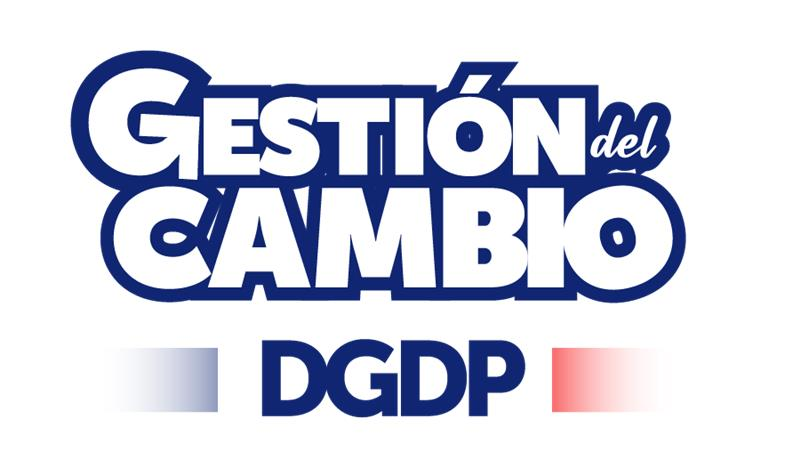 GESTIÓN del
CAMBIO
DGDP